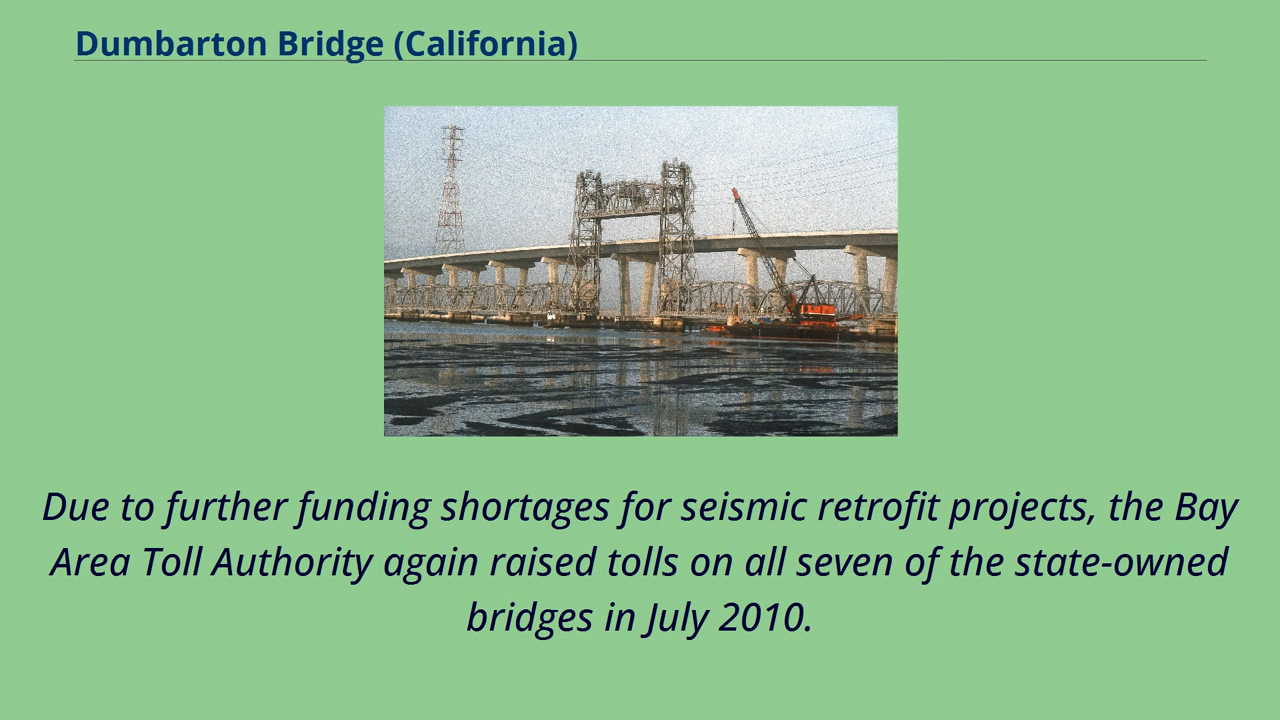 Dumbarton Bridge (California)
Due to further funding shortages for seismic retrofit projects, the Bay
Area Toll Authority again raised tolls on all seven of the state-owned
bridges in July 2010.